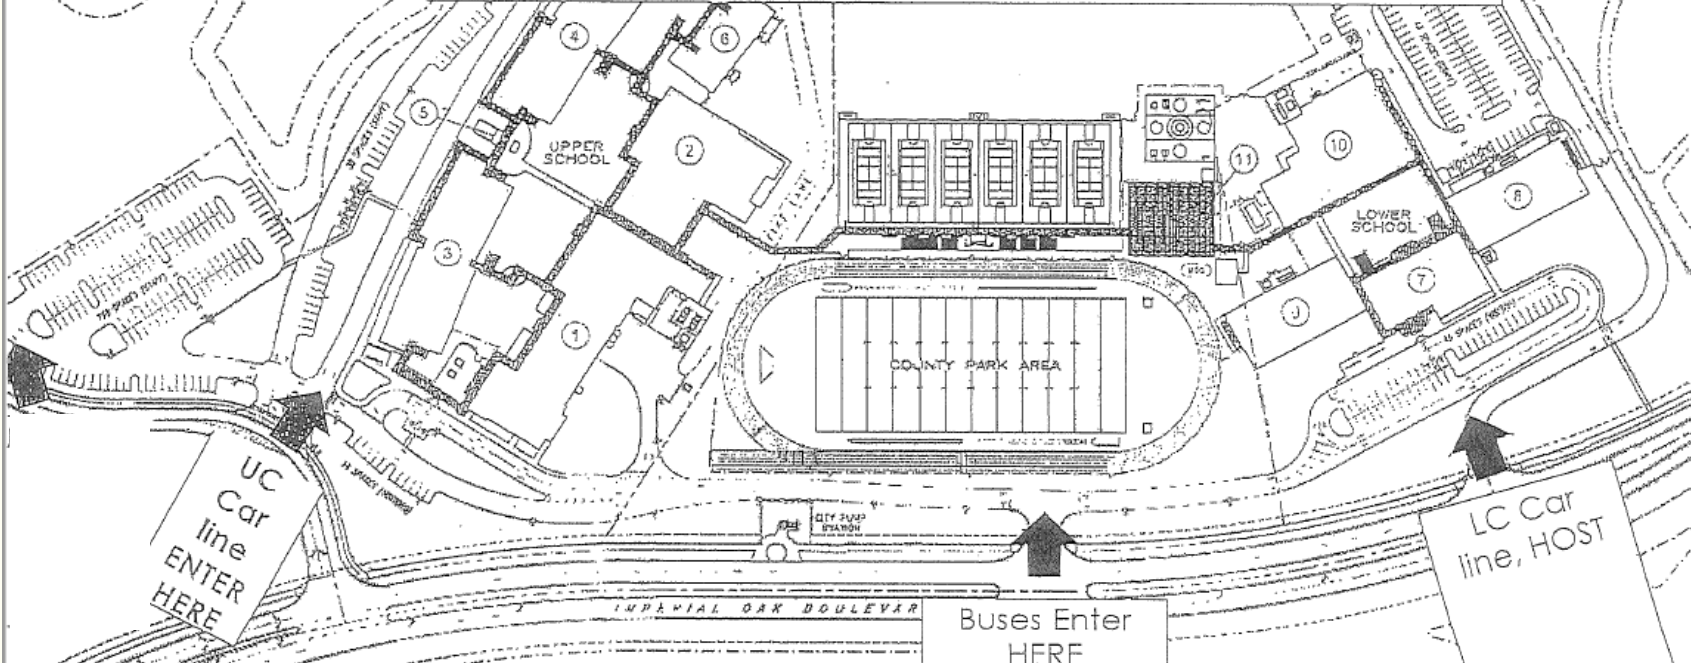 4
6
5
UPPER
SCHOOL
2
3
1
11
10
8
LOWER
SCHOOL
7
9
COUNTY PARK AREA
CITY PUMP
STATION
UC
Car
line
ENTER
HERE
LC Car
line, HOST
Buses Enter
HERE
IMPERIAL OAK BOULEVAR